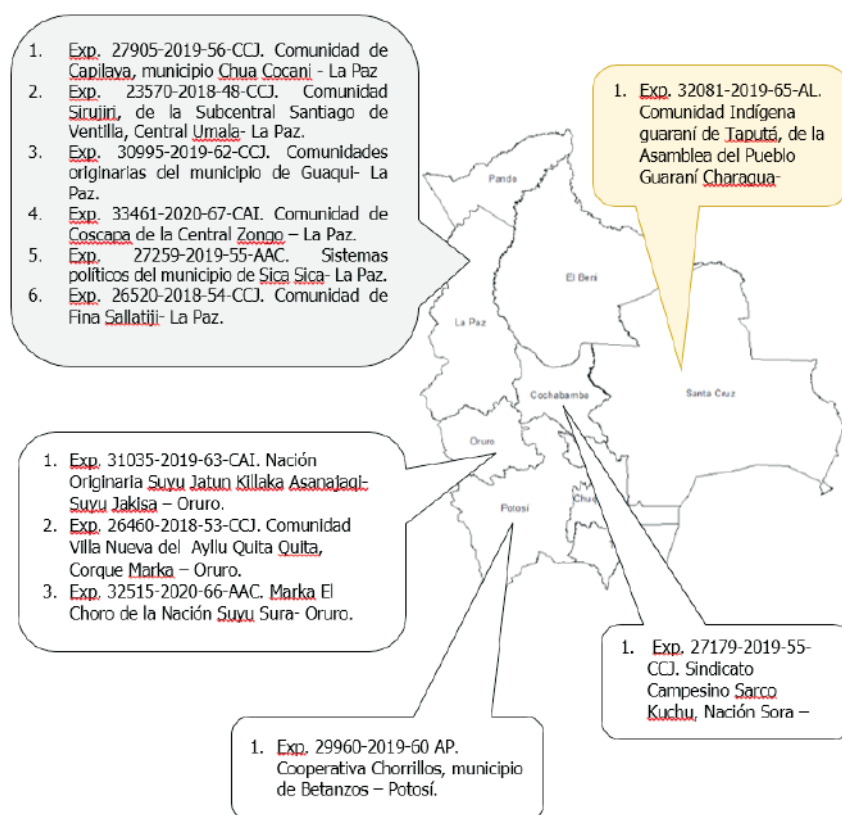 1. Exp. 27905-2019-56-CCJ. Comunidad de
Capilaya, municipio Chua Cocani - La Paz
2. Exp. 23570-2018-48-CCJ. Comunidad
Sirujiri, de la Subcentral Santiago de
Ventilla, Central Umala- La Paz.
3. Exp. 30995-2019-62-CCJ. Comunidades
originarias del municipio de Guaqui- La
Paz.
4. Exp. 33461-2020-67-CAI. Comunidad de
Coscapa de la Central Zongo – La Paz.
5. Exp. 27259-2019-55-AAC. Sistemas
políticos del municipio de Sica Sica- La Paz.
6. Exp. 26520-2018-54-CCJ. Comunidad de
Fina Sallatiji- La Paz.
1. Exp. 32081-2019-65-AL.
Comunidad Indígena
guaraní de Taputá, de la
Asamblea del Pueblo
Guaraní Charagua-
Pando
El Beni
La Paz
Cochabamba
Santa Cruz
Oruro
Potosí
Chuq
1. Exp. 31035-2019-63-CAI. Nación
Originaria Suyu Jatun Killaka Asanajaqi-
Suyu Jakisa – Oruro.
2. Exp. 26460-2018-53-CCJ. Comunidad
Villa Nueva del Ayllu Quita Quita,
Corque Marka – Oruro.
3. Exp. 32515-2020-66-AAC. Marka El
Choro de la Nación Suyu Sura- Oruro.
1. Exp. 27179-2019-55-
CCJ. Sindicato
Campesino Sarco
Kuchu, Nación Sora –
1. Exp. 29960-2019-60 AP.
Cooperativa Chorrillos, municipio
de Betanzos – Potosí.